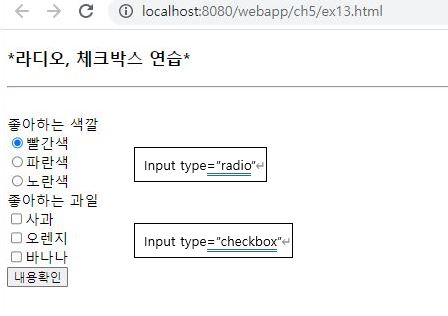 localhost:8080/webapp/ch5/ex13.html
*라디오, 체크박스 연습*
좋아하는 색깔
빨간색
파란색
노란색
Input type="radio"↵
좋아하는 과일
사과
오렌지
바나나
Input type="checkbox"↵
내용확인